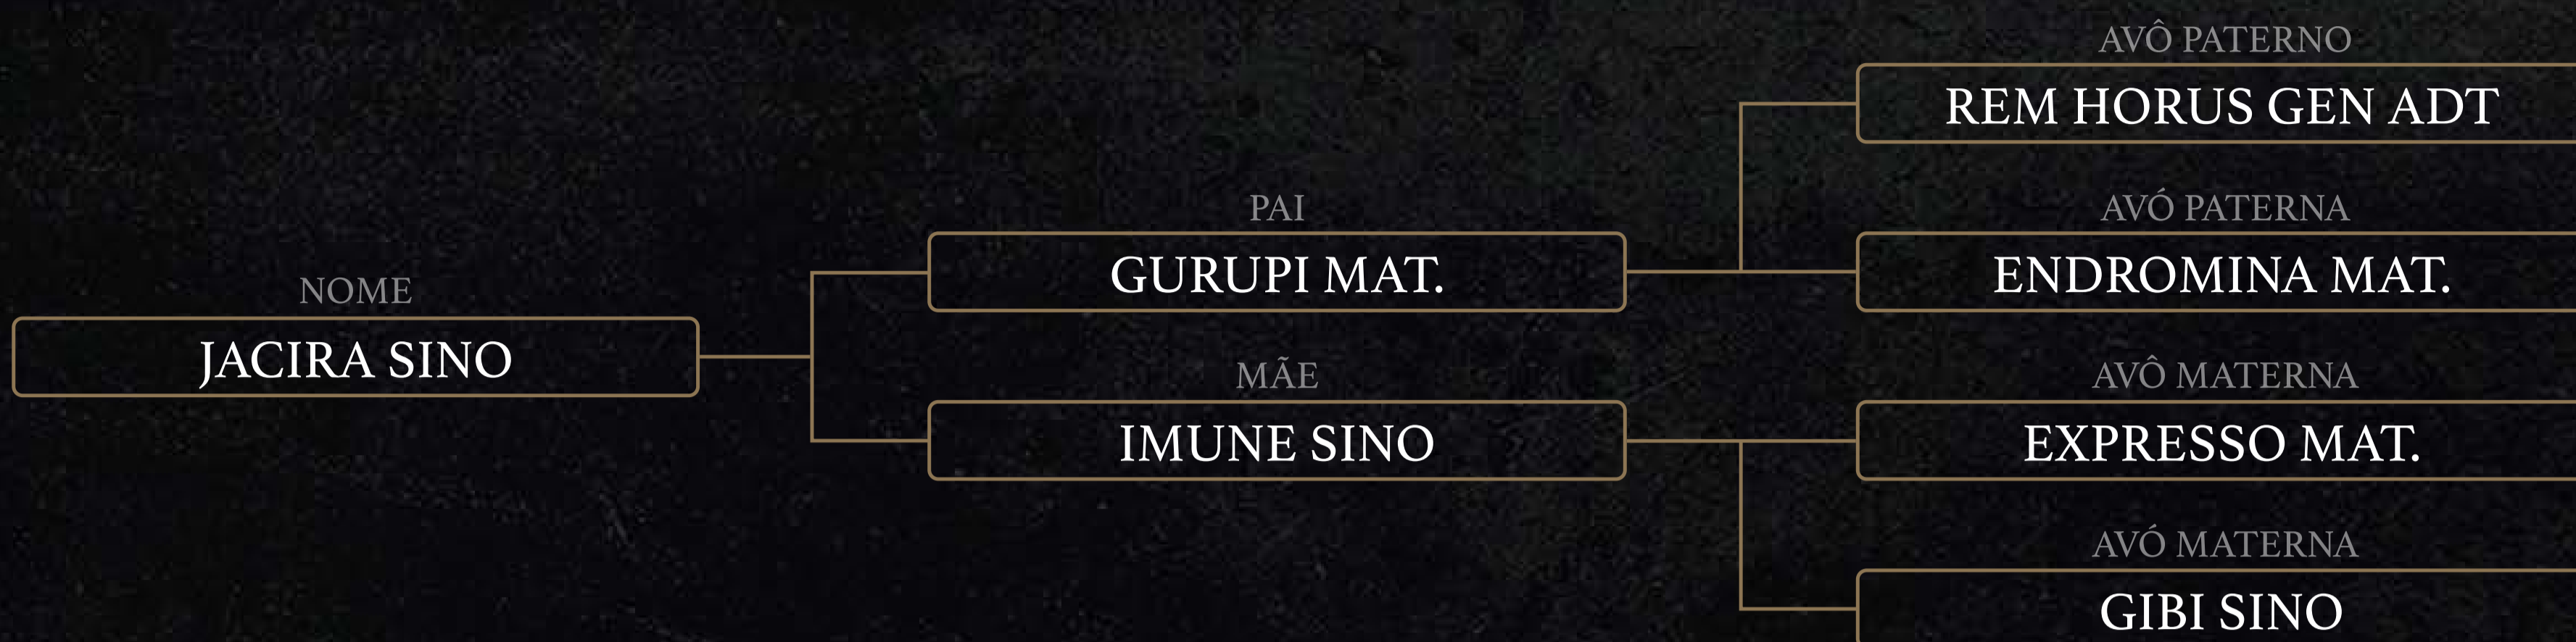 NOME
JACIRA SINO
PAI
GURUPI MAT.
MÃE
IMUNE SINO
AVÔ PATERNO
REM HORUS GEN ADT
AVÓ PATERNA
ENDROMINA MAT.
AVÔ MATERNA
EXPRESSO MAT.
AVÓ MATERNA
GIBI SINO